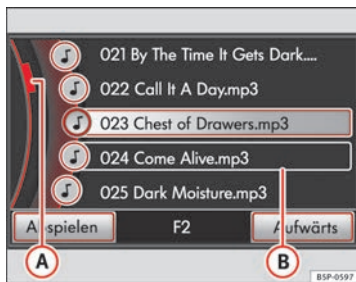 021 By The Time It Gets Dark....
022 Call It A Day.mp3
023 Chest of Drawers.mp3
024 Come Alive.mp3
025 Dark Moisture.mp3
Abspielen F2 Aufwärts
A B
B5P-0597